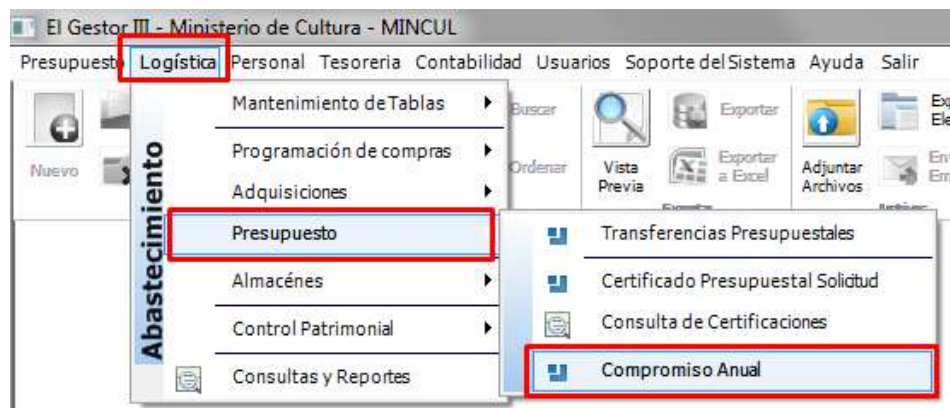 El Gestor III - Ministerio de Cultura - MINCUL
Presupuesto Logística Personal Tesoreria Contabilidad Usuarios Soporte del Sistema Ayuda Salir
Nuevo
Buscar
Ordenar
Vista Previa
Exportar
Exportar a Excel
Adjuntar Archivos
Abastecimiento
Mantenimiento de Tablas
Programación de compras
Adquisiciones
Presupuesto
Almacénes
Control Patrimonial
Consultas y Reportes
Transferencias Presupuestales
Certificado Presupuestal Solicitud
Consulta de Certificaciones
Compromiso Anual